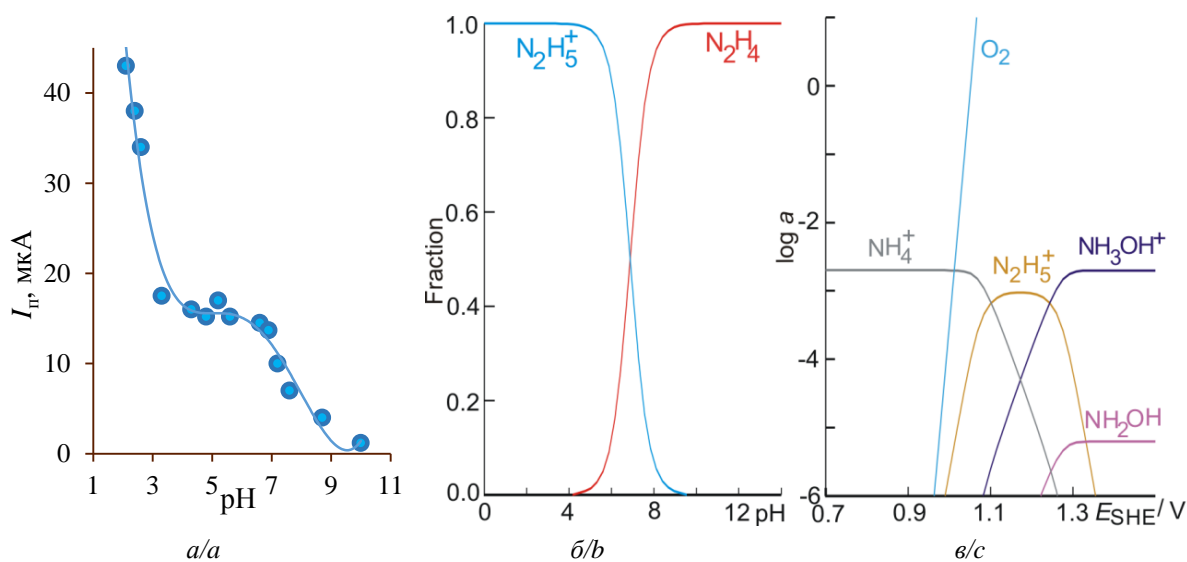 40
30
20
10
0
1 3 5 7 9 11
Iп, мкА
pH
а/a
1.0
0.8
0.6
0.4
0.2
0.0
0 4 8 12 pH
Fraction
N₂H₅⁺
N₂H₄
б/b
0
-2
-4
-6
0.7 0.9 1.1 1.3 E_SHE / V
log a
O₂
NH₄⁺
N₂H₅⁺
NH₃OH⁺
NH₂OH
в/c